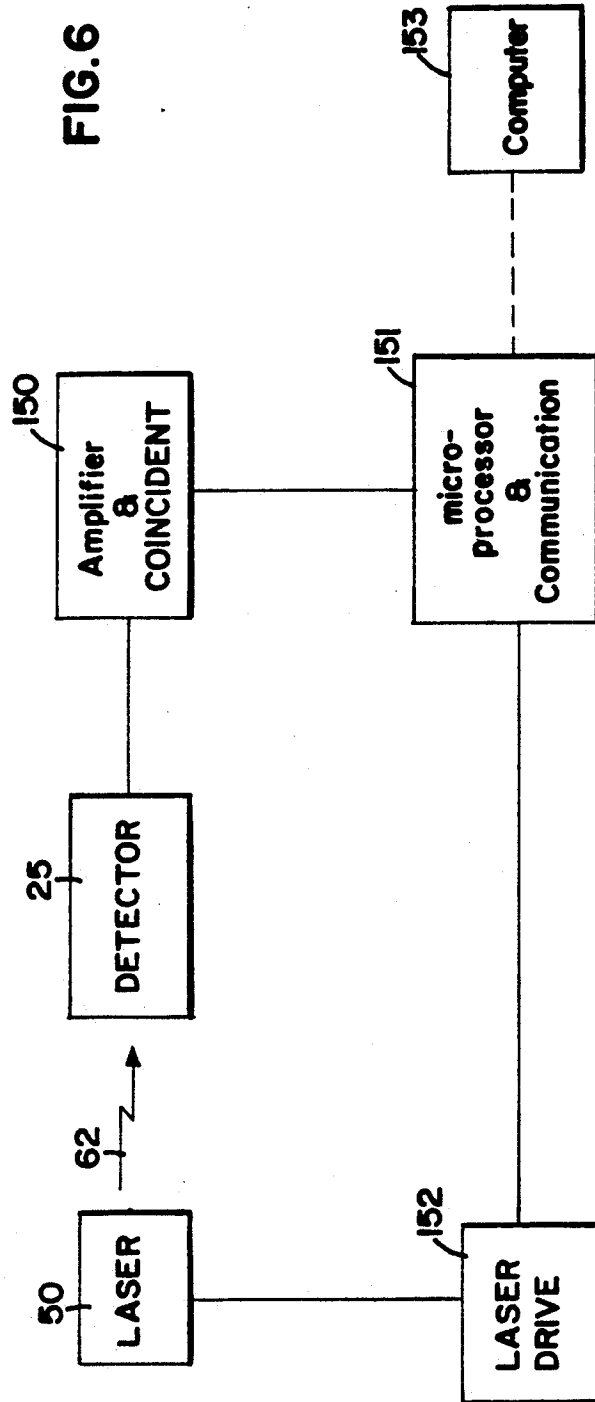 FIG. 6
50
LASER
62
25
DETECTOR
150
Amplifier
&
COINCIDENT
152
LASER
DRIVE
151
micro-
processor
&
Communication
153
Computer